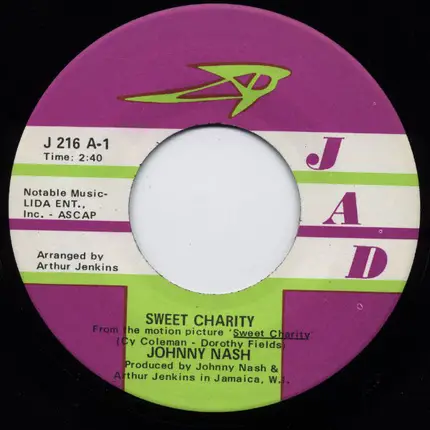 J 216 A-1
Time: 2:40
Notable Music-
LIDA ENT.,
Inc. - ASCAP
Arranged by
Arthur Jenkins
J
A
D
SWEET CHARITY
From the motion picture 'Sweet Charity'
(Cy Coleman - Dorothy Fields)
JOHNNY NASH
Produced by Johnny Nash &
Arthur Jenkins in Jamaica, W.I.